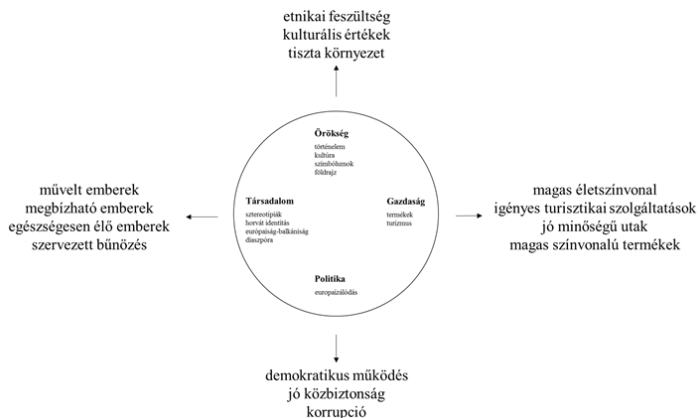 etnikai feszültség
kulturális értékek
tiszta környezet
Örökség
történelem
kultúra
szimbólumok
földrajz
művelt emberek
megbízható emberek
egészségesen élő emberek
szervezett bűnözés
Társadalom
sztereotípiák
horvát identitás
európaiság-balkániság
diaszpóra
Gazdaság
termékek
turizmus
magas életszínvonal
igényes turisztikai szolgáltatások
jó minőségű utak
magas színvonalú termékek
Politika
europaizálódás
demokratikus működés
jó közbiztonság
korrupció